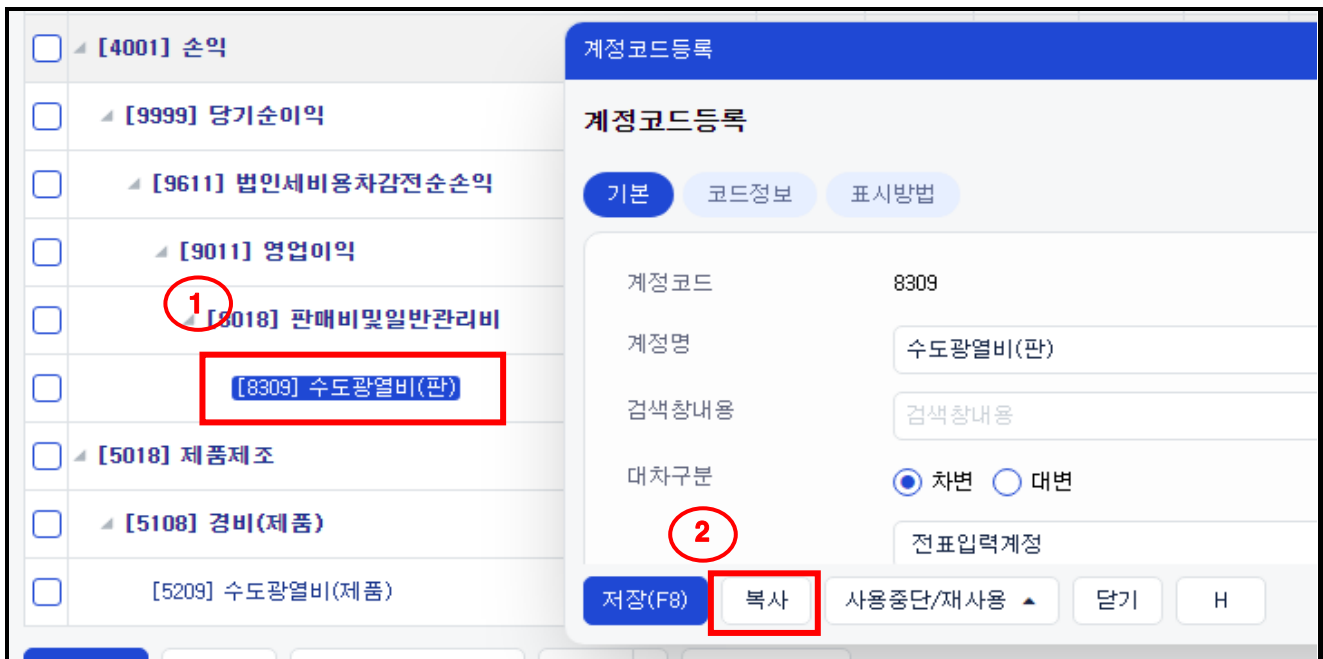 [4001] 손익
[9999] 당기순이익
[9611] 법인세비용차감전순손익
[9011] 영업이익
1
[8018] 판매비및일반관리비
[8309] 수도광열비(판)
[5018] 제품제조
[5108] 경비(제품)
[5209] 수도광열비(제품)
계정코드등록
계정코드등록
기본 코드정보 표시방법
계정코드 8309
계정명 수도광열비(판)
검색창내용 검색창내용
대차구분 차변 대변
2
전표입력계정
저장(F8) 복사 사용중단/재사용 ▲ 닫기 H